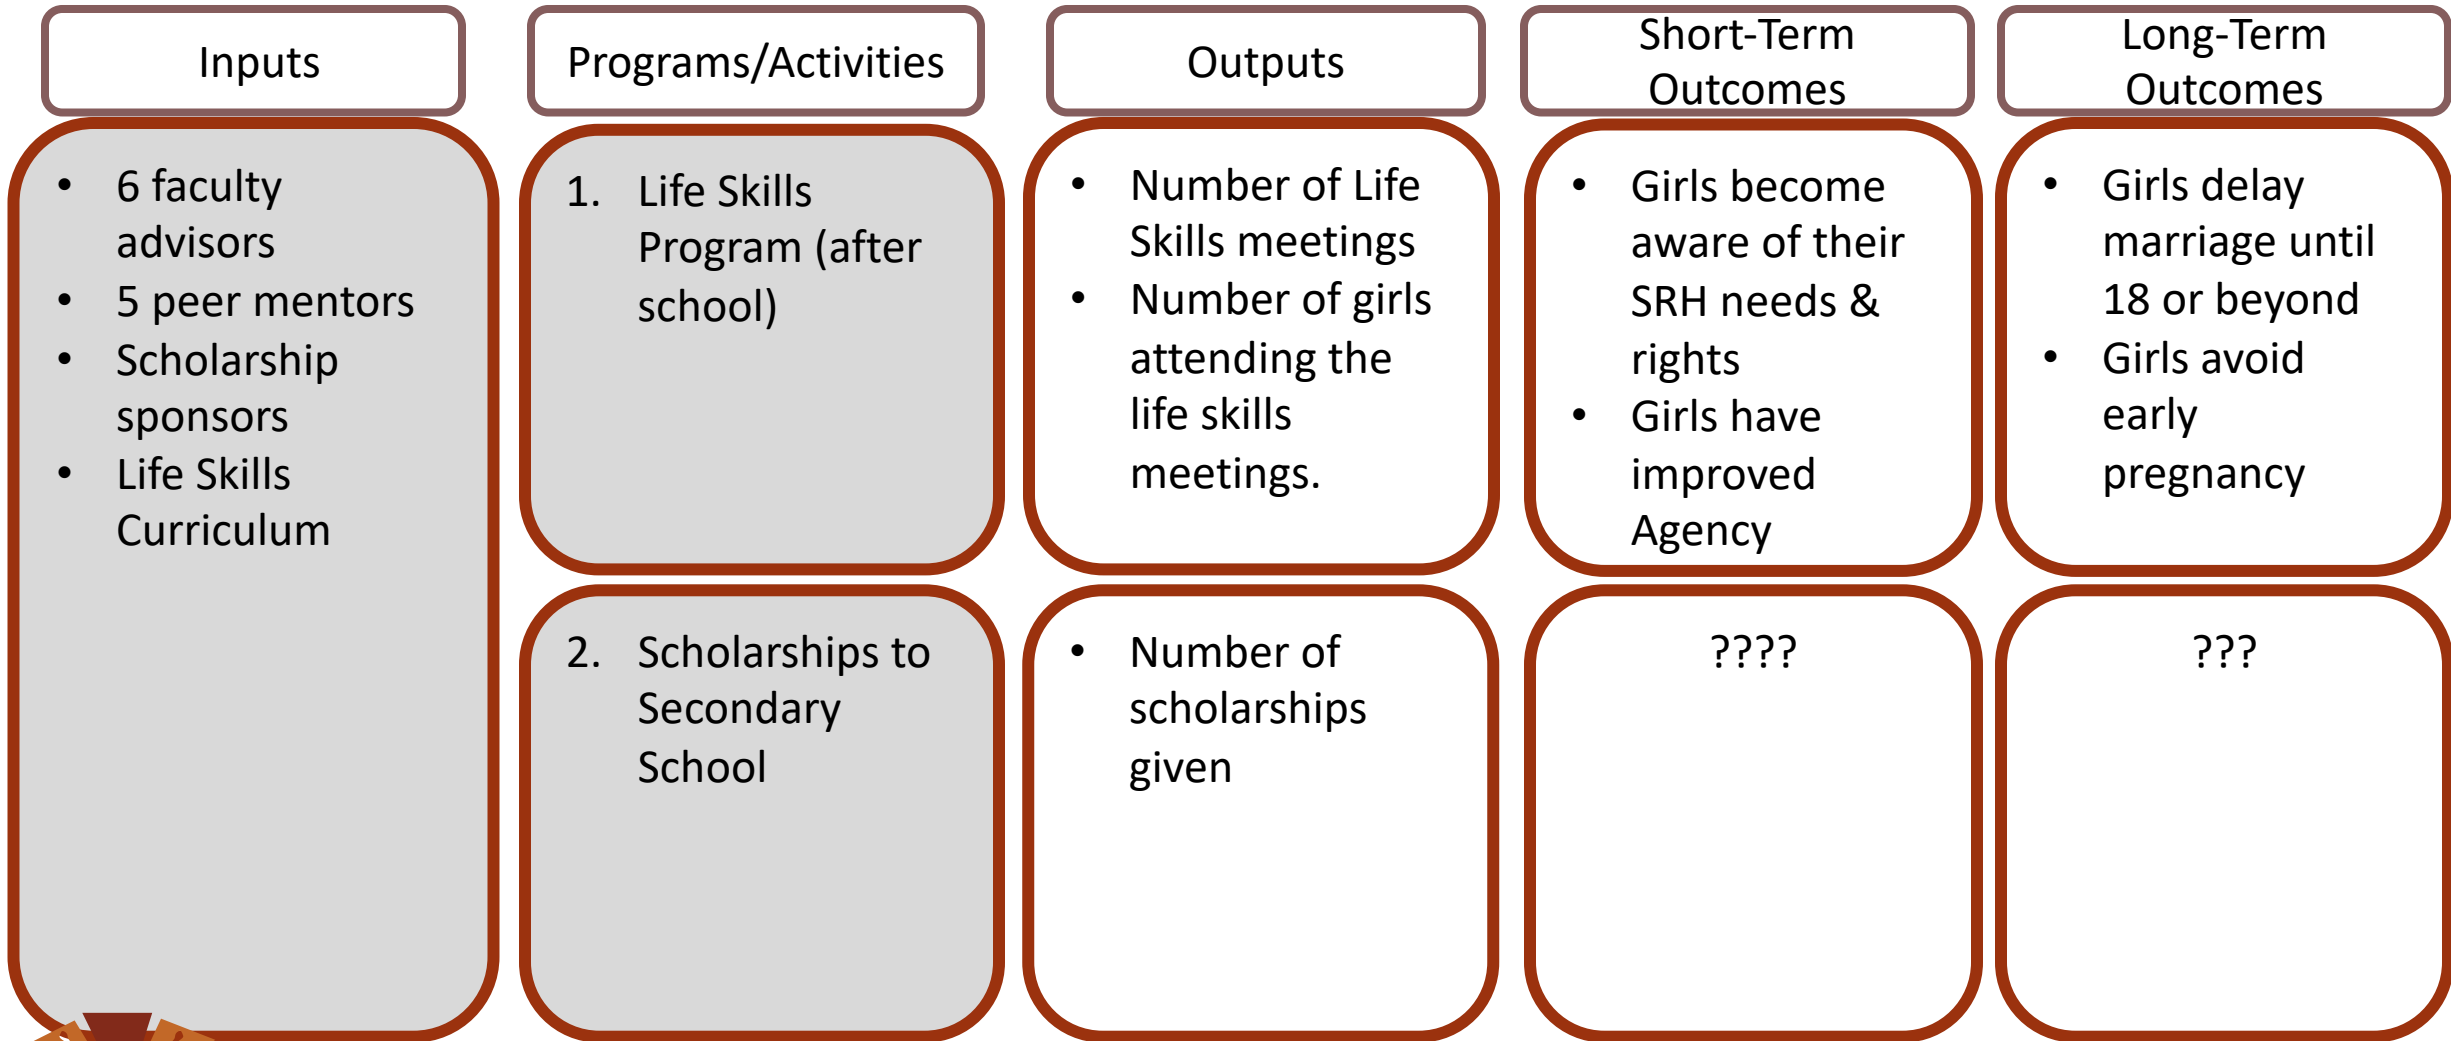 Inputs
Programs/Activities
Outputs
Short-Term
Outcomes
Long-Term
Outcomes
• 6 faculty
advisors
• 5 peer mentors
• Scholarship
sponsors
• Life Skills
Curriculum
1. Life Skills
Program (after
school)
• Number of Life
Skills meetings
• Number of girls
attending the
life skills
meetings.
• Girls become
aware of their
SRH needs &
rights
• Girls have
improved
Agency
• Girls delay
marriage until
18 or beyond
• Girls avoid
early
pregnancy
2. Scholarships to
Secondary
School
• Number of
scholarships
given
????
???